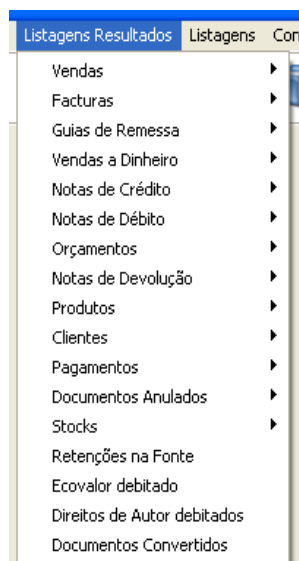 Listagens Resultados Listagens
Vendas
Facturas
Guias de Remessa
Vendas a Dinheiro
Notas de Crédito
Notas de Débito
Orçamentos
Notas de Devolução
Produtos
Clientes
Pagamentos
Documentos Anulados
Stocks
Retenções na Fonte
Ecovalor debitado
Direitos de Autor debitados
Documentos Convertidos